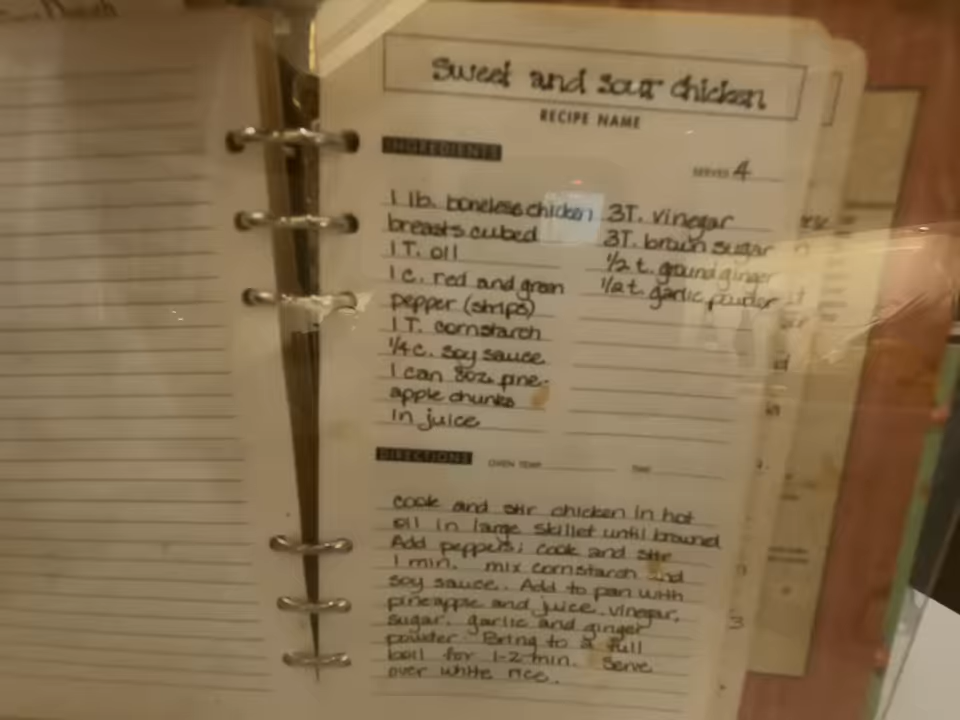 Sweet and Sour Chicken
RECIPE NAME
INGREDIENTS
SERVES 4
1 lb. boneless chicken
breasts cubed
1 T. oil
1 c. red and green
pepper (strips)
1 T. cornstarch
1/4 c. soy sauce
1 can 8oz. pine-
apple chunks
in juice
3T. vinegar
3T. brown sugar
1/2 t. ground ginger
1/2 t. garlic powder
DIRECTIONS
OVEN TEMP
TIME
cook and stir chicken in hot
oil in large skillet until browned
Add peppers; cook and stir
1 min. mix cornstarch and
soy sauce. Add to pan with
pineapple and juice, vinegar,
sugar, garlic and ginger
powder. Bring to a full
boil for 1-2 min. Serve
over white rice.
3